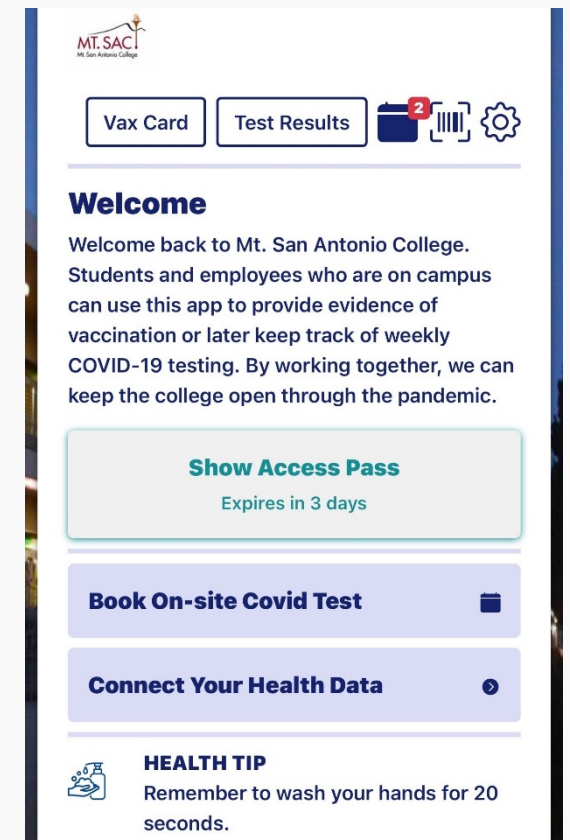 MT. SAC
Mt. San Antonio College
Vax Card
Test Results
2
Welcome
Welcome back to Mt. San Antonio College.
Students and employees who are on campus
can use this app to provide evidence of
vaccination or later keep track of weekly
COVID-19 testing. By working together, we can
keep the college open through the pandemic.
Show Access Pass
Expires in 3 days
Book On-site Covid Test
Connect Your Health Data
HEALTH TIP
Remember to wash your hands for 20
seconds.